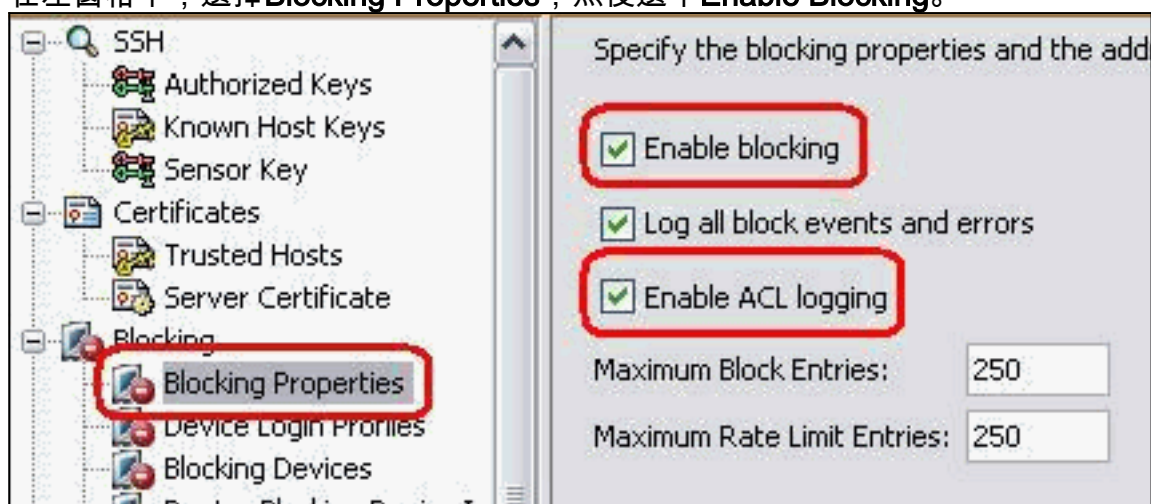 在左窗格中，選擇Blocking Properties，然後選中Enable Blocking。
SSH
Authorized Keys
Known Host Keys
Sensor Key
Certificates
Trusted Hosts
Server Certificate
Blocking
Blocking Properties
Device Login Profiles
Blocking Devices
Specify the blocking properties and the add
Enable blocking
Log all block events and errors
Enable ACL logging
Maximum Block Entries: 250
Maximum Rate Limit Entries: 250